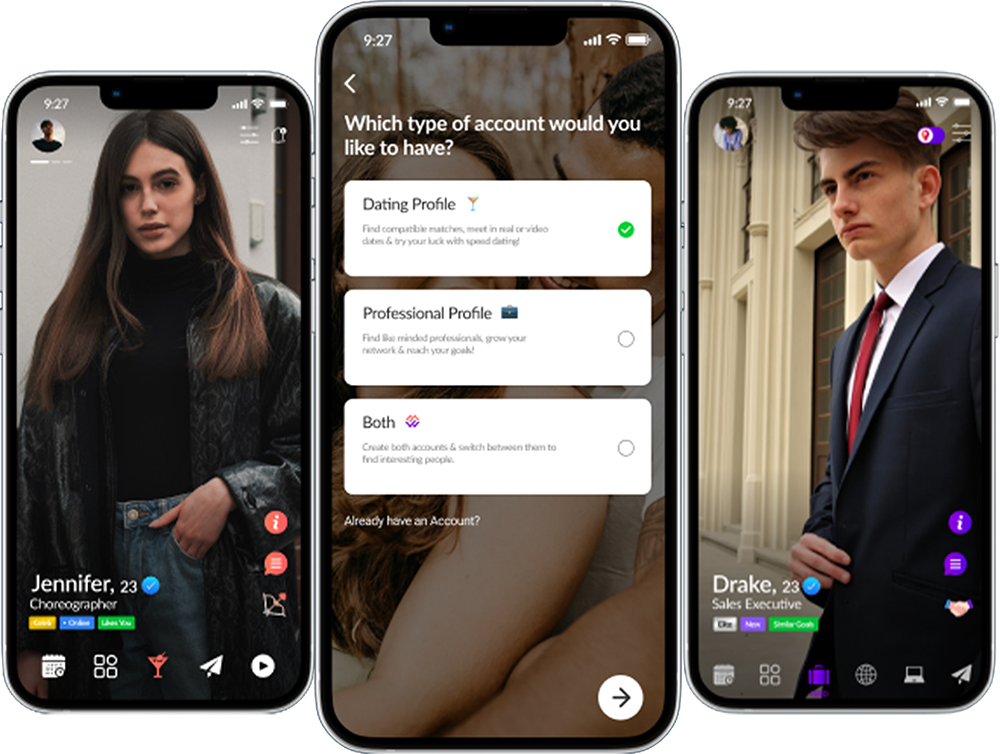 9:27
Jennifer, 23
Choreographer
Online
Likes You
9:27
Which type of account would you
like to have?
Dating Profile
Find compatible matches, meet in real or video
dates & try your luck with speed dating!
Professional Profile
Find like minded professionals, grow your
network & reach your goals!
Both
Create both accounts & switch between them to
find interesting people.
Already have an Account?
9:27
Drake, 23
Sales Executive
Elite
New
Similar Goals